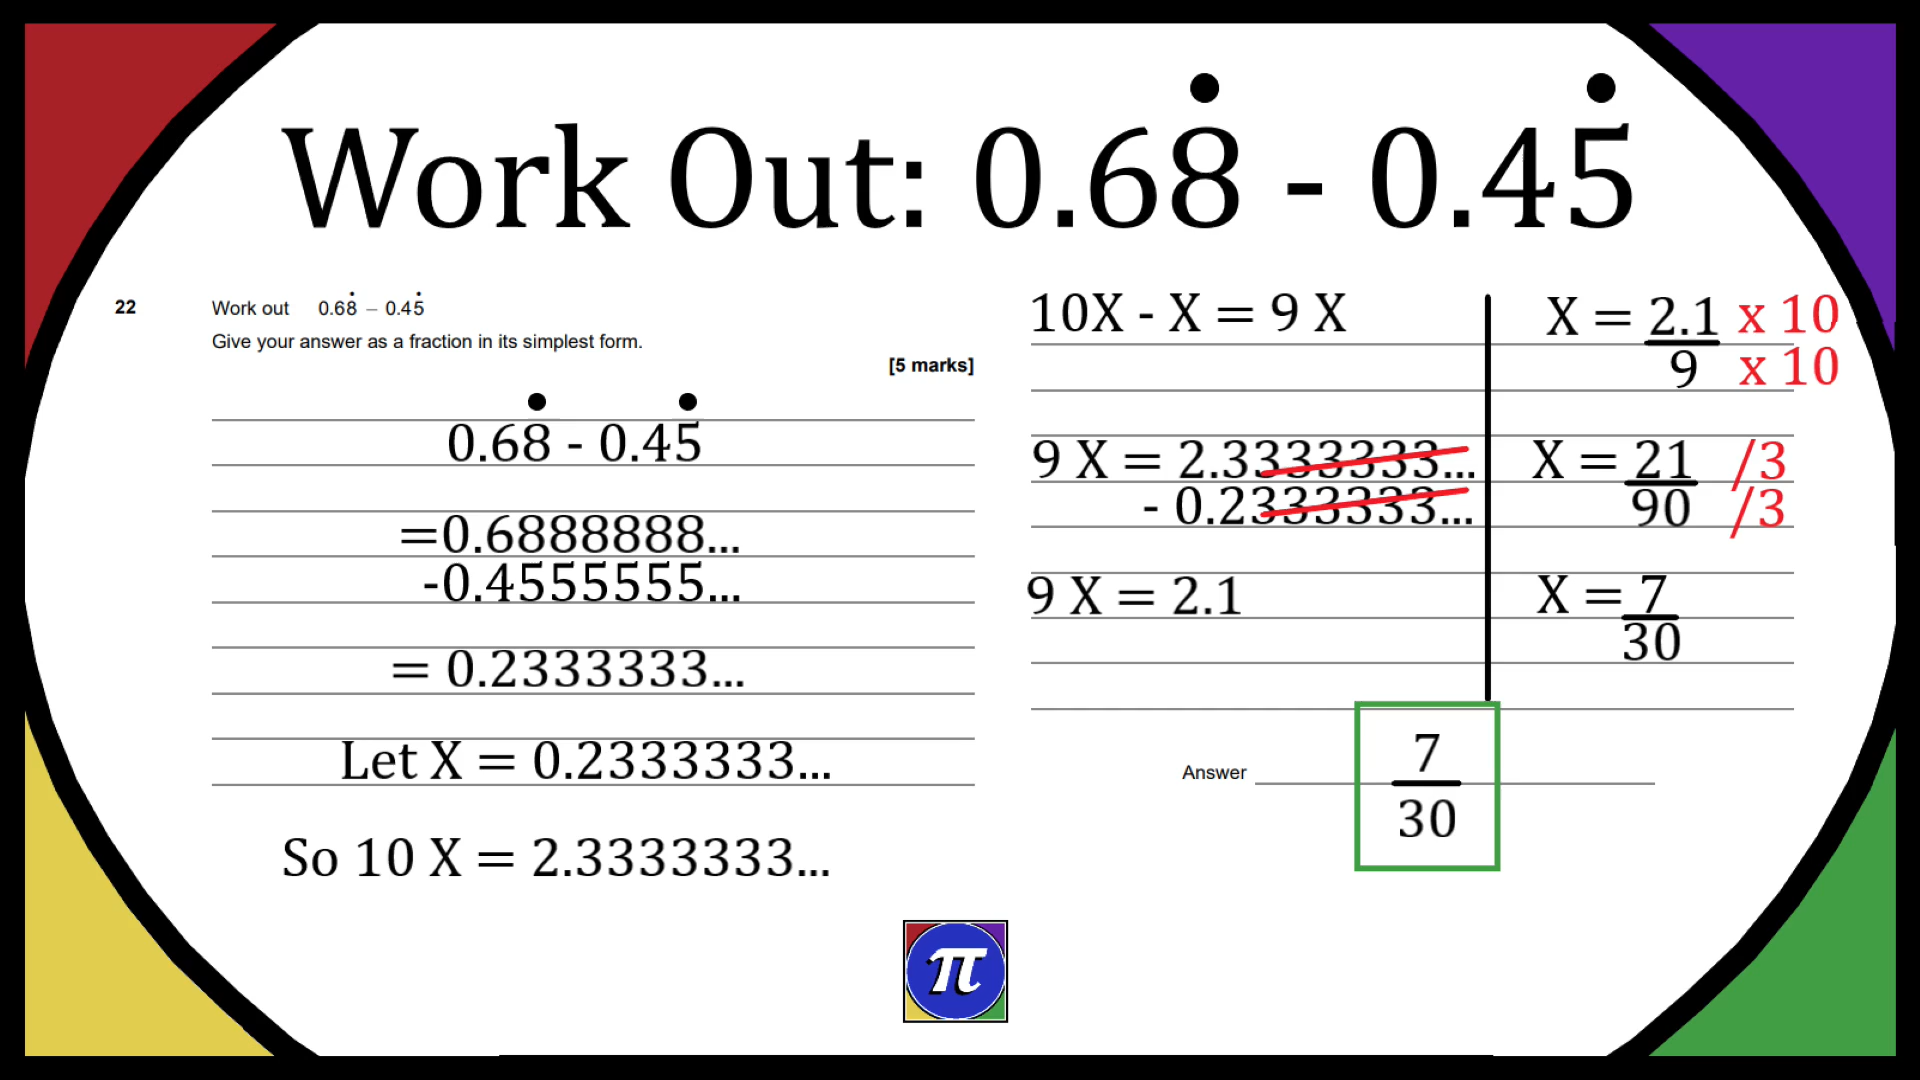 Work Out: 0.68̇ - 0.45̇
22 Work out 0.68̇ – 0.45̇
Give your answer as a fraction in its simplest form.
[5 marks]
0.68̇ - 0.45̇
=0.6888888...
-0.4555555...
= 0.2333333...
Let X = 0.2333333...
So 10 X = 2.3333333...
10X - X = 9 X
9 X = 2.3333333...
- 0.2333333...
9 X = 2.1
X = 2.1 x 10
9 x 10
X = 21 /3
90 /3
X = 7
30
7
Answer
30
π